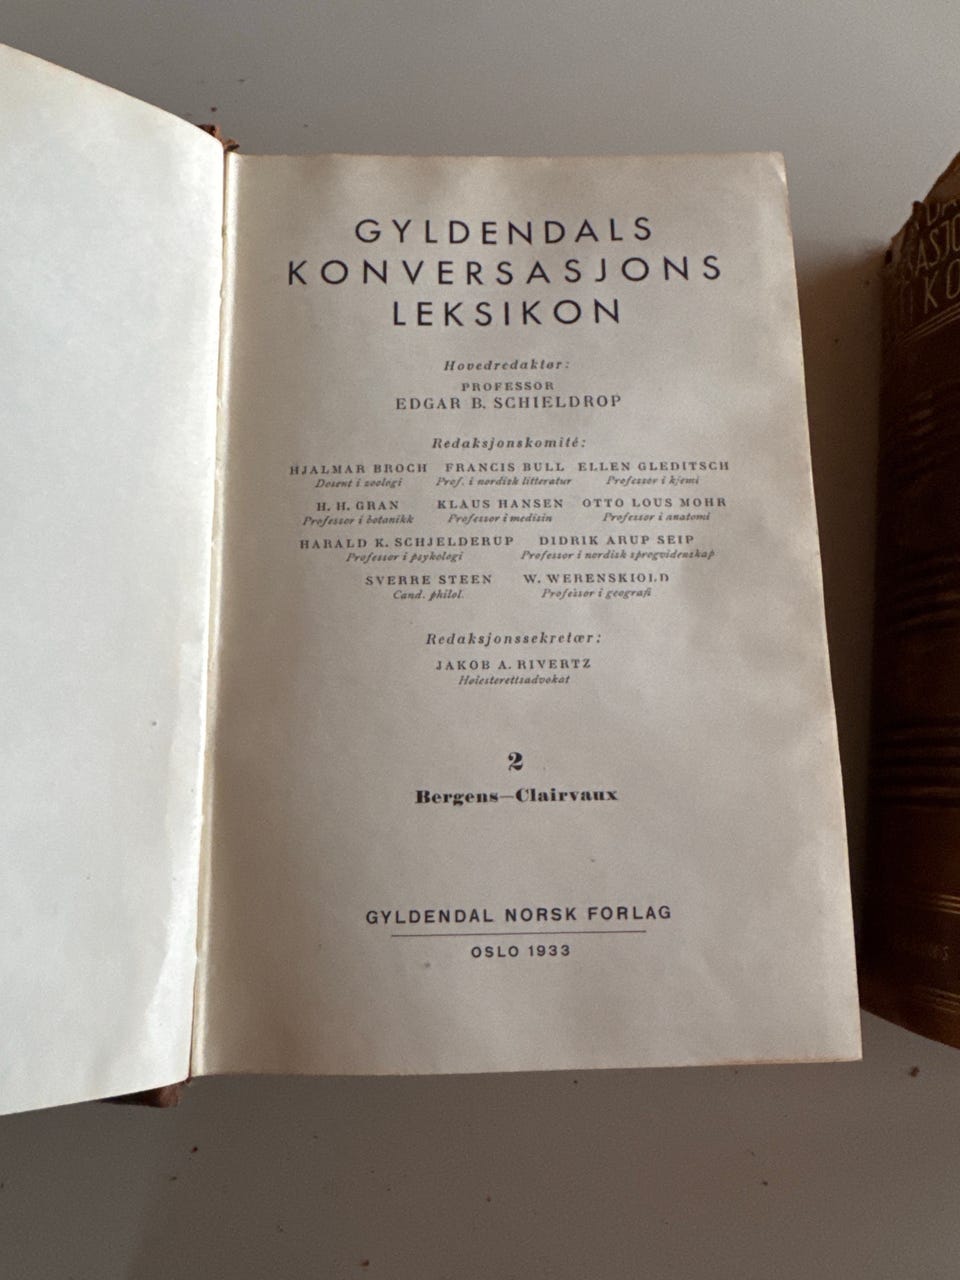 GYLDENDALS
KONVERSASJONS
LEKSIKON
Hovedredaktør:
PROFESSOR
EDGAR B. SCHIELDROP
Redaksjonskomité:
HJALMAR BROCH FRANCIS BULL ELLEN GLEDITSCH
Dosent i zoologi Prof. i nordisk litteratur Professor i kjemi
H. H. GRAN KLAUS HANSEN OTTO LOUS MOHR
Professor i botanikk Professor i medisin Professor i anatomi
HARALD K. SCHJELDERUP DIDRIK ARUP SEIP
Professor i psykologi Professor i nordisk sprogvidenskap
SVERRE STEEN W. WERENSKIOLD
Cand. philol. Professor i geografi
Redaksjonssekretær:
JAKOB A. RIVERTZ
Høiesterettsadvokat
2
Bergens—Clairvaux
GYLDENDAL NORSK FORLAG
OSLO 1933